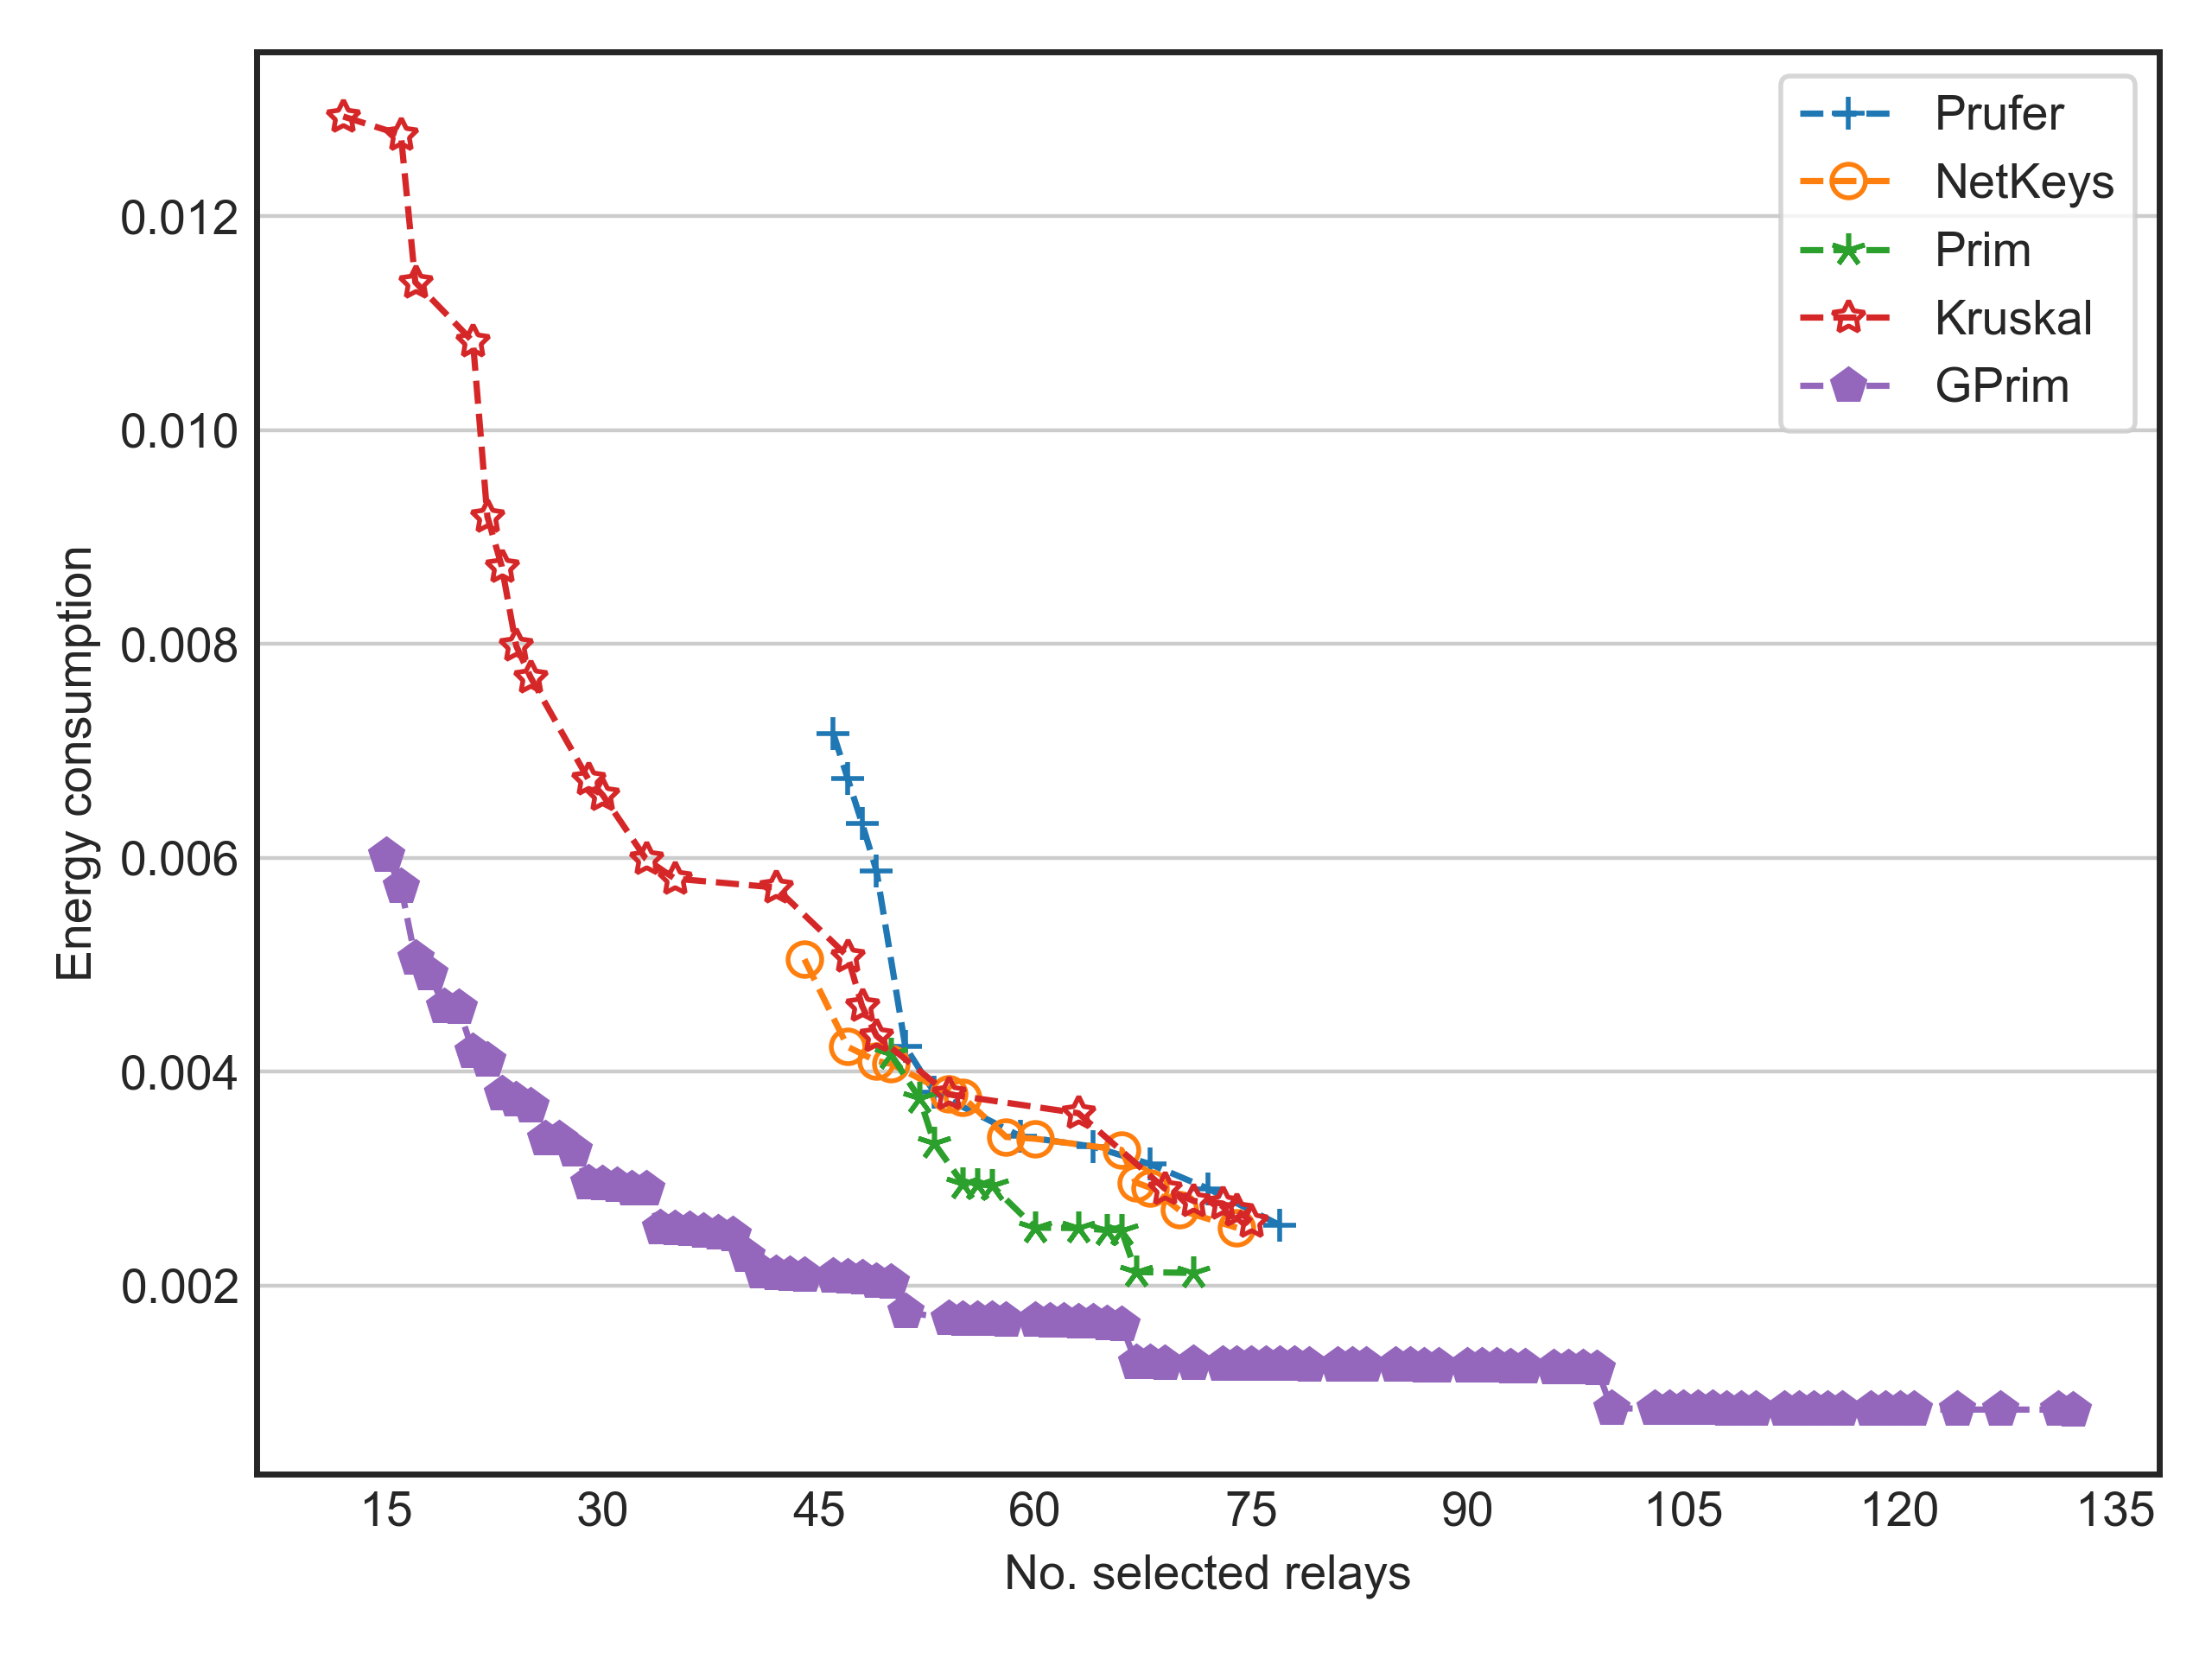 Prufer
NetKeys
Prim
Kruskal
GPrim
0.012
0.010
0.008
0.006
0.004
0.002
Energy consumption
15 30 45 60 75 90 105 120 135
No. selected relays